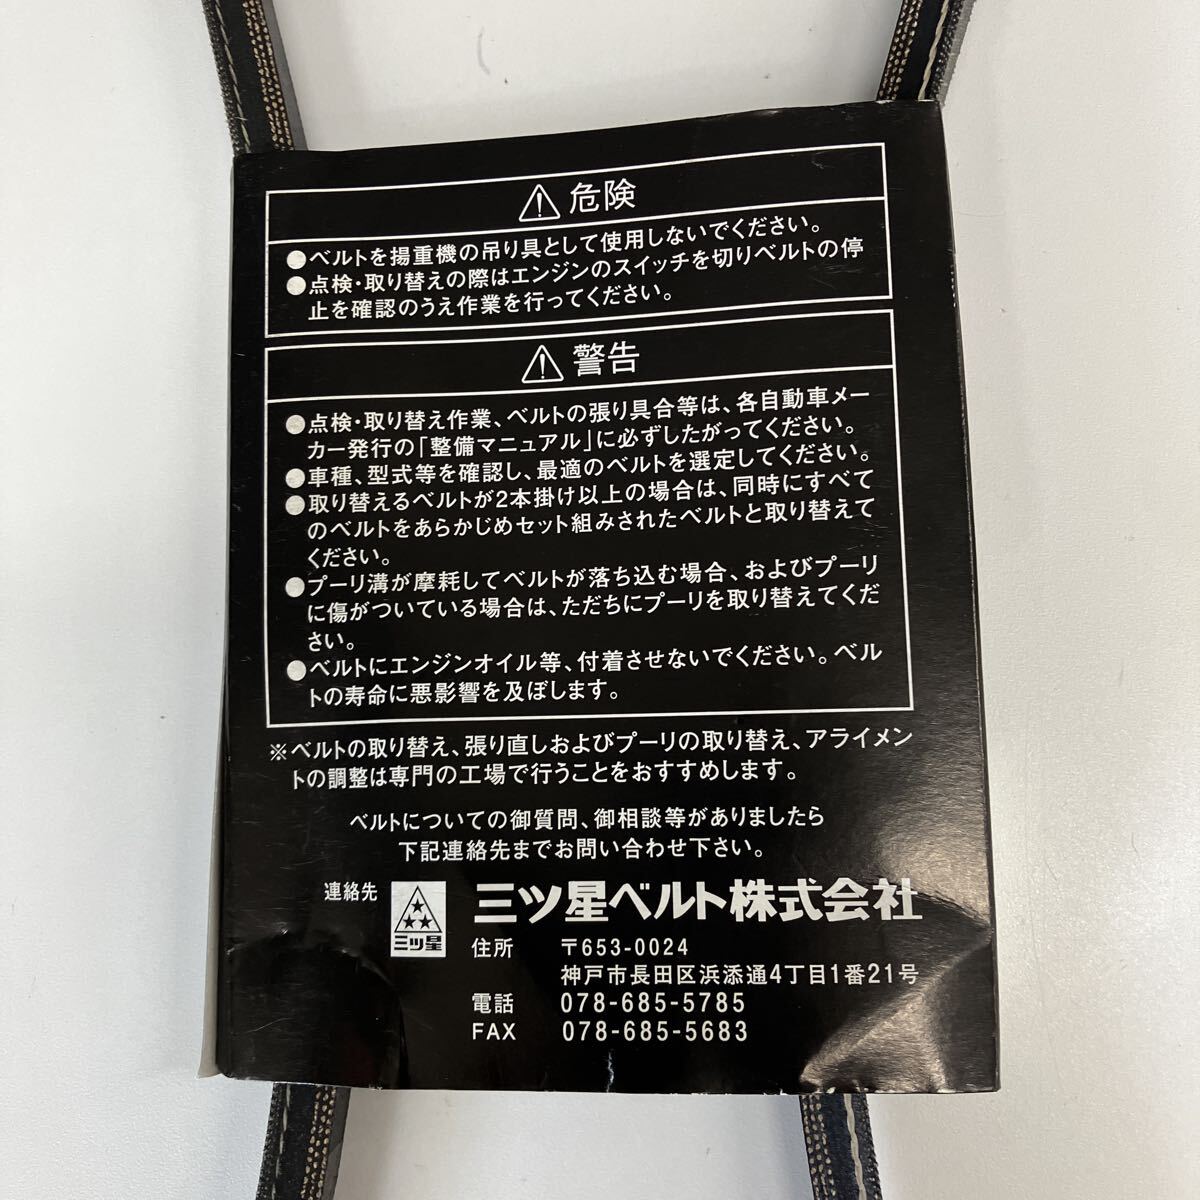 ⚠危険
●ベルトを揚重機の吊り具として使用しないでください。
●点検・取り替えの際はエンジンのスイッチを切りベルトの停
止を確認のうえ作業を行ってください。
⚠警告
●点検・取り替え作業、ベルトの張り具合等は、各自動車メー
カー発行の「整備マニュアル」に必ずしたがってください。
●車種、型式等を確認し、最適のベルトを選定してください。
●取り替えるベルトが2本掛け以上の場合は、同時にすべて
のベルトをあらかじめセット組みされたベルトと取り替えて
ください。
●プーリ溝が摩耗してベルトが落ち込む場合、およびプーリ
に傷がついている場合は、ただちにプーリを取り替えてくだ
さい。
●ベルトにエンジンオイル等、付着させないでください。ベル
トの寿命に悪影響を及ぼします。
※ベルトの取り替え、張り直しおよびプーリの取り替え、アライメン
トの調整は専門の工場で行うことをおすすめします。
ベルトについての御質問、御相談等がありましたら
下記連絡先までお問い合わせ下さい。
連絡先 三ツ星 三ツ星ベルト株式会社
住所 〒653-0024
神戸市長田区浜添通4丁目1番21号
電話 078-685-5785
FAX 078-685-5683